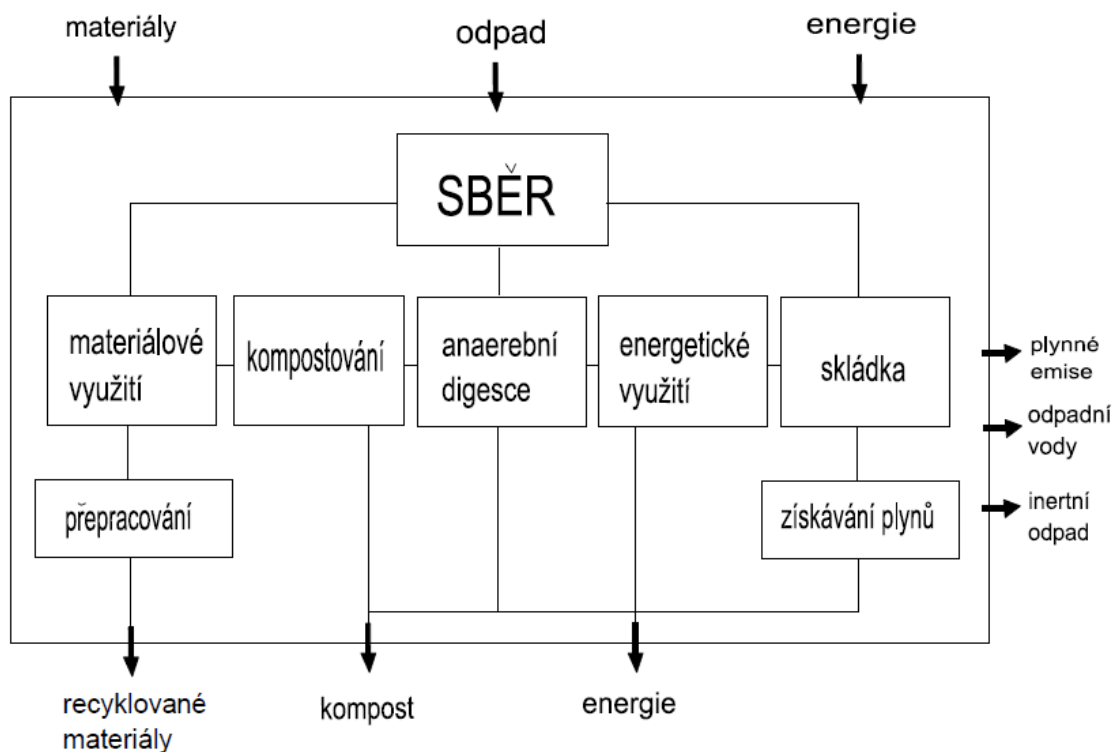 materiály
odpad
energie
SBĚR
materiálové
využití
kompostování
anaerební
digesce
energetické
využití
skládka
plynné
emise
odpadní
vody
přepracování
získávání plynů
inertní
odpad
recyklované
materiály
kompost
energie